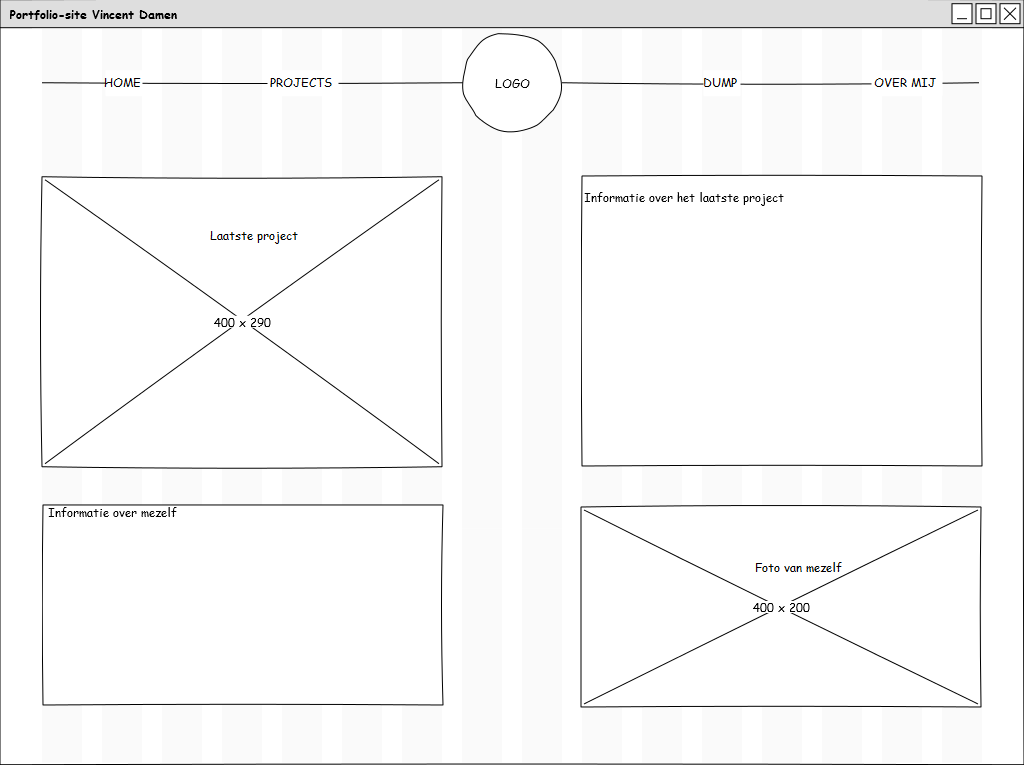 Portfolio-site Vincent Damen
HOME PROJECTS LOGO DUMP OVER MIJ
Laatste project
400 x 290
Informatie over het laatste project
Informatie over mezelf
Foto van mezelf
400 x 200